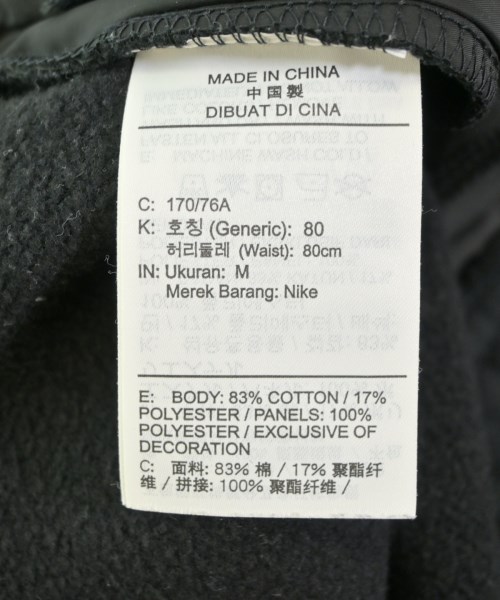 MADE IN CHINA
中国製
DIBUAT DI CINA
C: 170/76A
K: 호칭 (Generic): 80
허리둘레 (Waist): 80cm
IN: Ukuran: M
Merek Barang: Nike
E: BODY: 83% COTTON / 17%
POLYESTER / PANELS: 100%
POLYESTER / EXCLUSIVE OF
DECORATION
C: 面料: 83% 棉 / 17% 聚酯纤
维 / 拼接: 100% 聚酯纤维 /